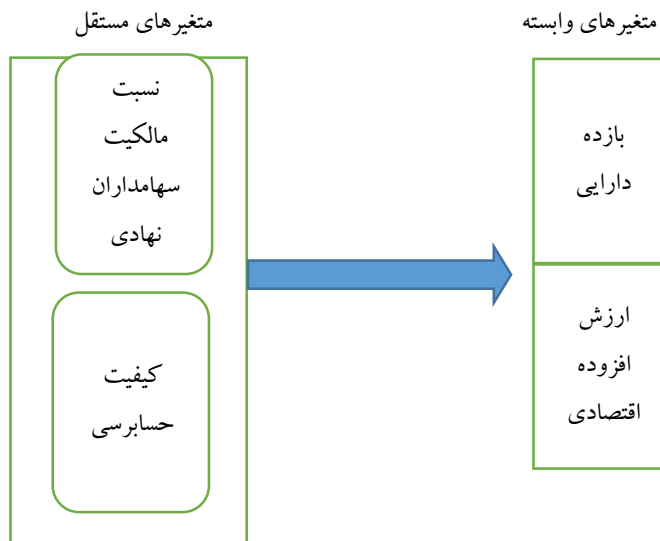 متغیرهای وابسته
متغیرهای مستقل
بازده
دارایی
ارزش
افزوده
اقتصادی
نسبت
مالکیت
سهامداران
نهادی
کیفیت
حسابرسی